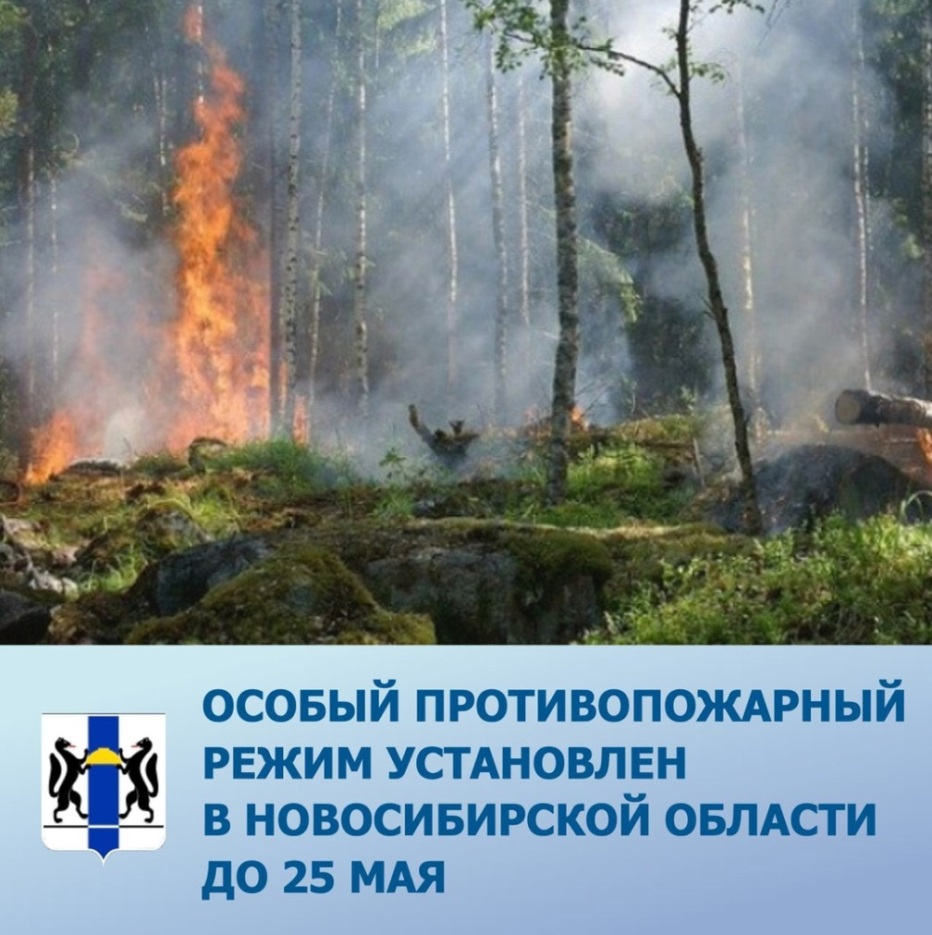 ОСОБЫЙ ПРОТИВОПОЖАРНЫЙ
РЕЖИМ УСТАНОВЛЕН
В НОВОСИБИРСКОЙ ОБЛАСТИ
ДО 25 МАЯ